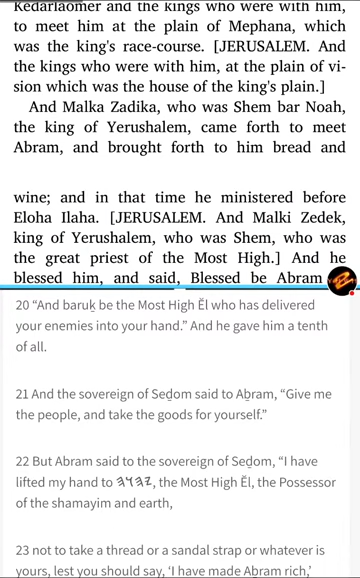 Kedarlaomer and the kings who were with him,
to meet him at the plain of Mephana, which
was the king's race-course. [JERUSALEM. And
the kings who were with him, at the plain of vi-
sion which was the house of the king's plain.]
And Malka Zadika, who was Shem bar Noah,
the king of Yerushalem, came forth to meet
Abram, and brought forth to him bread and
wine; and in that time he ministered before
Eloha Ilaha. [JERUSALEM. And Malki Zedek,
king of Yerushalem, who was Shem, who was
the great priest of the Most High.] And he
blessed him, and said, Blessed be Abram
20 “And baruḵ be the Most High Ĕl who has delivered
your enemies into your hand.” And he gave him a tenth
of all.
21 And the sovereign of Seḏom said to Aḇram, “Give me
the people, and take the goods for yourself.”
22 But Abram said to the sovereign of Seḏom, “I have
lifted my hand to 𐤉𐤄𐤅𐤄, the Most High Ĕl, the Possessor
of the shamayim and earth,
23 not to take a thread or a sandal strap or whatever is
yours, lest you should say, ‘I have made Abram rich,’